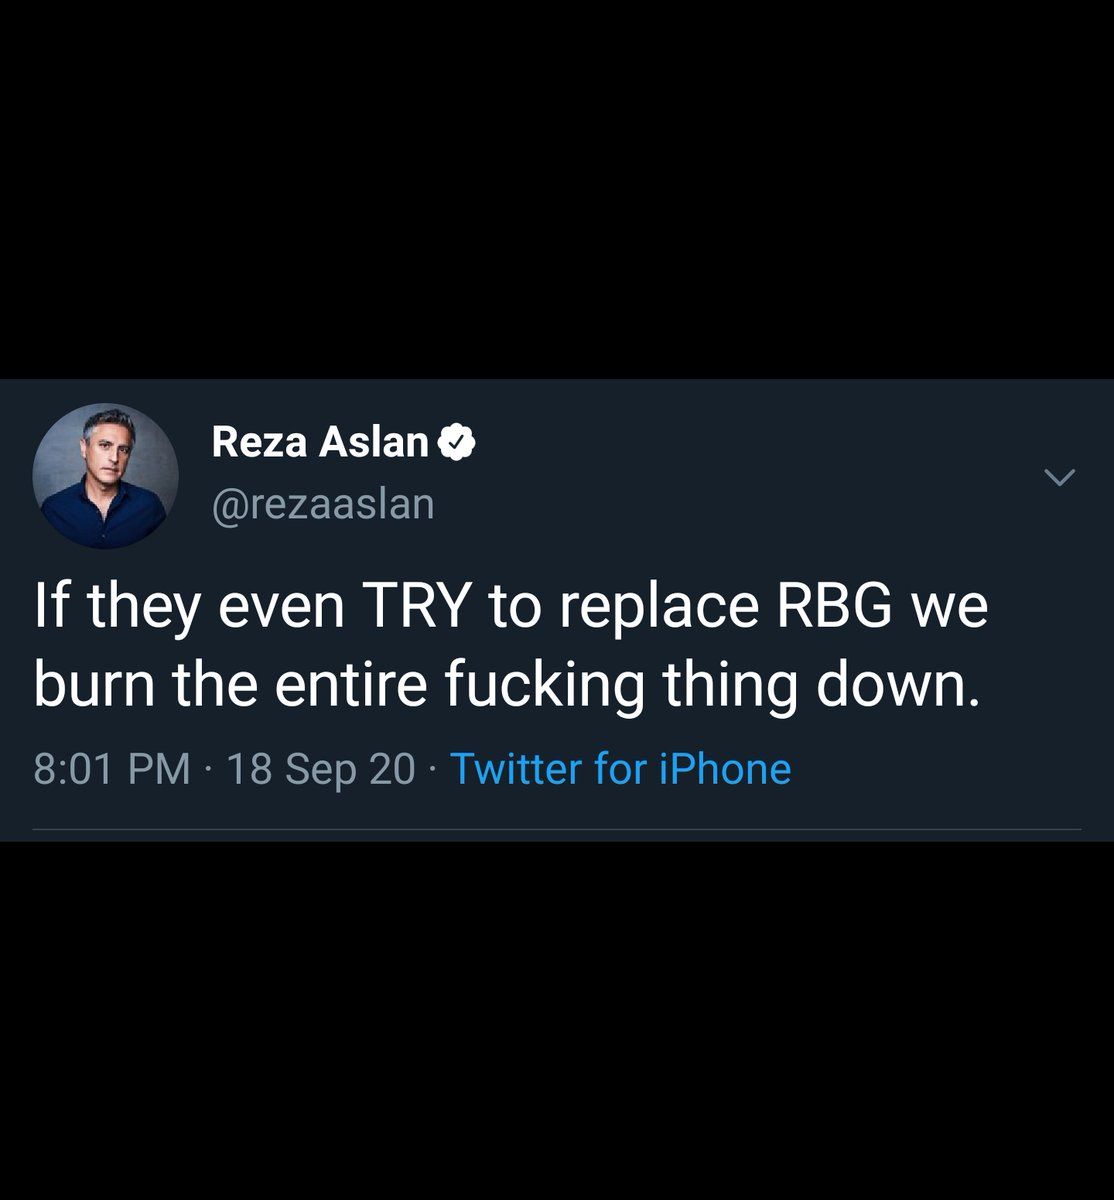 Reza Aslan
@rezaaslan
If they even TRY to replace RBG we
burn the entire fucking thing down.
8:01 PM · 18 Sep 20 · Twitter for iPhone